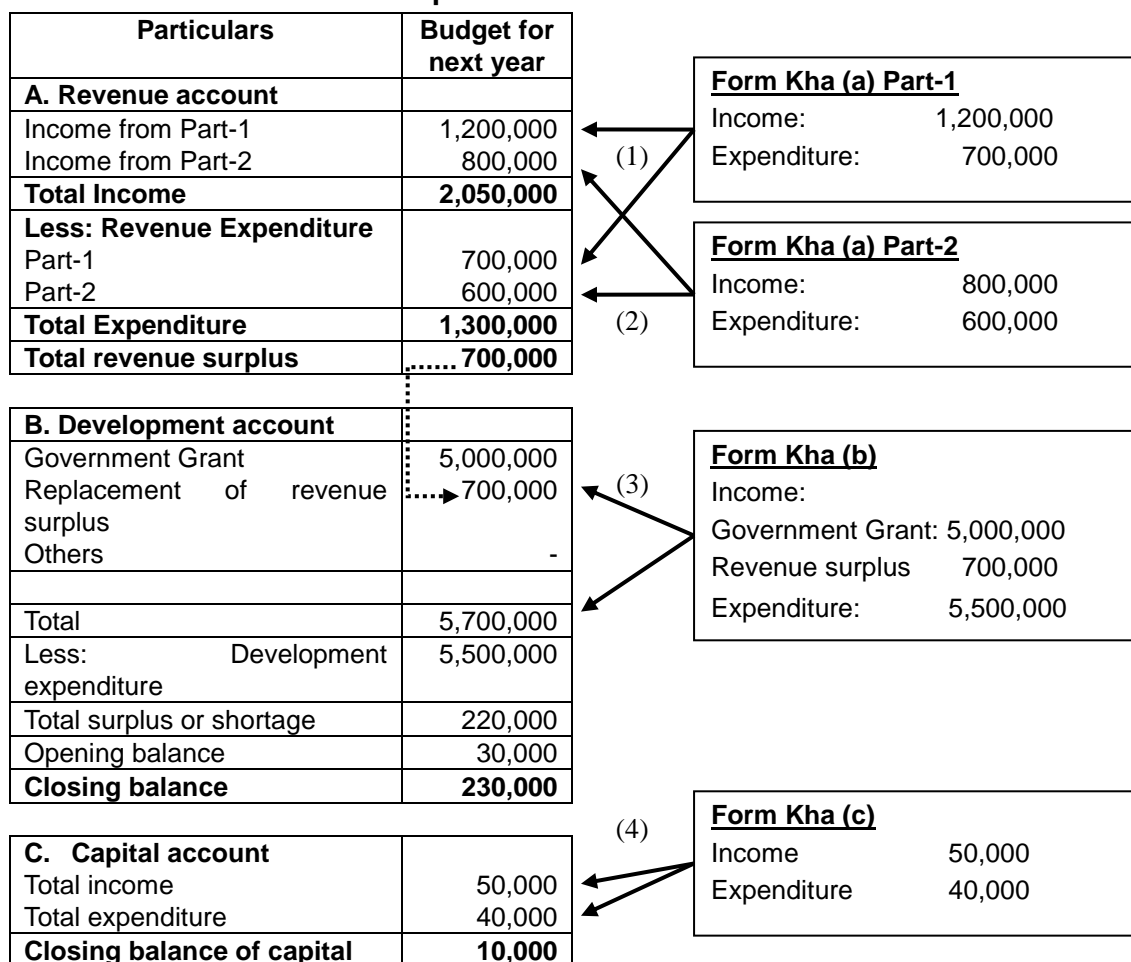 Particulars Budget for
next year
A. Revenue account
Income from Part-1 1,200,000
Income from Part-2 800,000
Total Income 2,050,000
Less: Revenue Expenditure
Part-1 700,000
Part-2 600,000
Total Expenditure 1,300,000
Total revenue surplus 700,000
(1)
(2)
Form Kha (a) Part-1
Income: 1,200,000
Expenditure: 700,000
Form Kha (a) Part-2
Income: 800,000
Expenditure: 600,000
B. Development account
Government Grant 5,000,000
Replacement of revenue 700,000
surplus
Others -
Total 5,700,000
Less: Development 5,500,000
expenditure
Total surplus or shortage 220,000
Opening balance 30,000
Closing balance 230,000
(3)
Form Kha (b)
Income:
Government Grant: 5,000,000
Revenue surplus 700,000
Expenditure: 5,500,000
C. Capital account
Total income 50,000
Total expenditure 40,000
Closing balance of capital 10,000
(4)
Form Kha (c)
Income 50,000
Expenditure 40,000